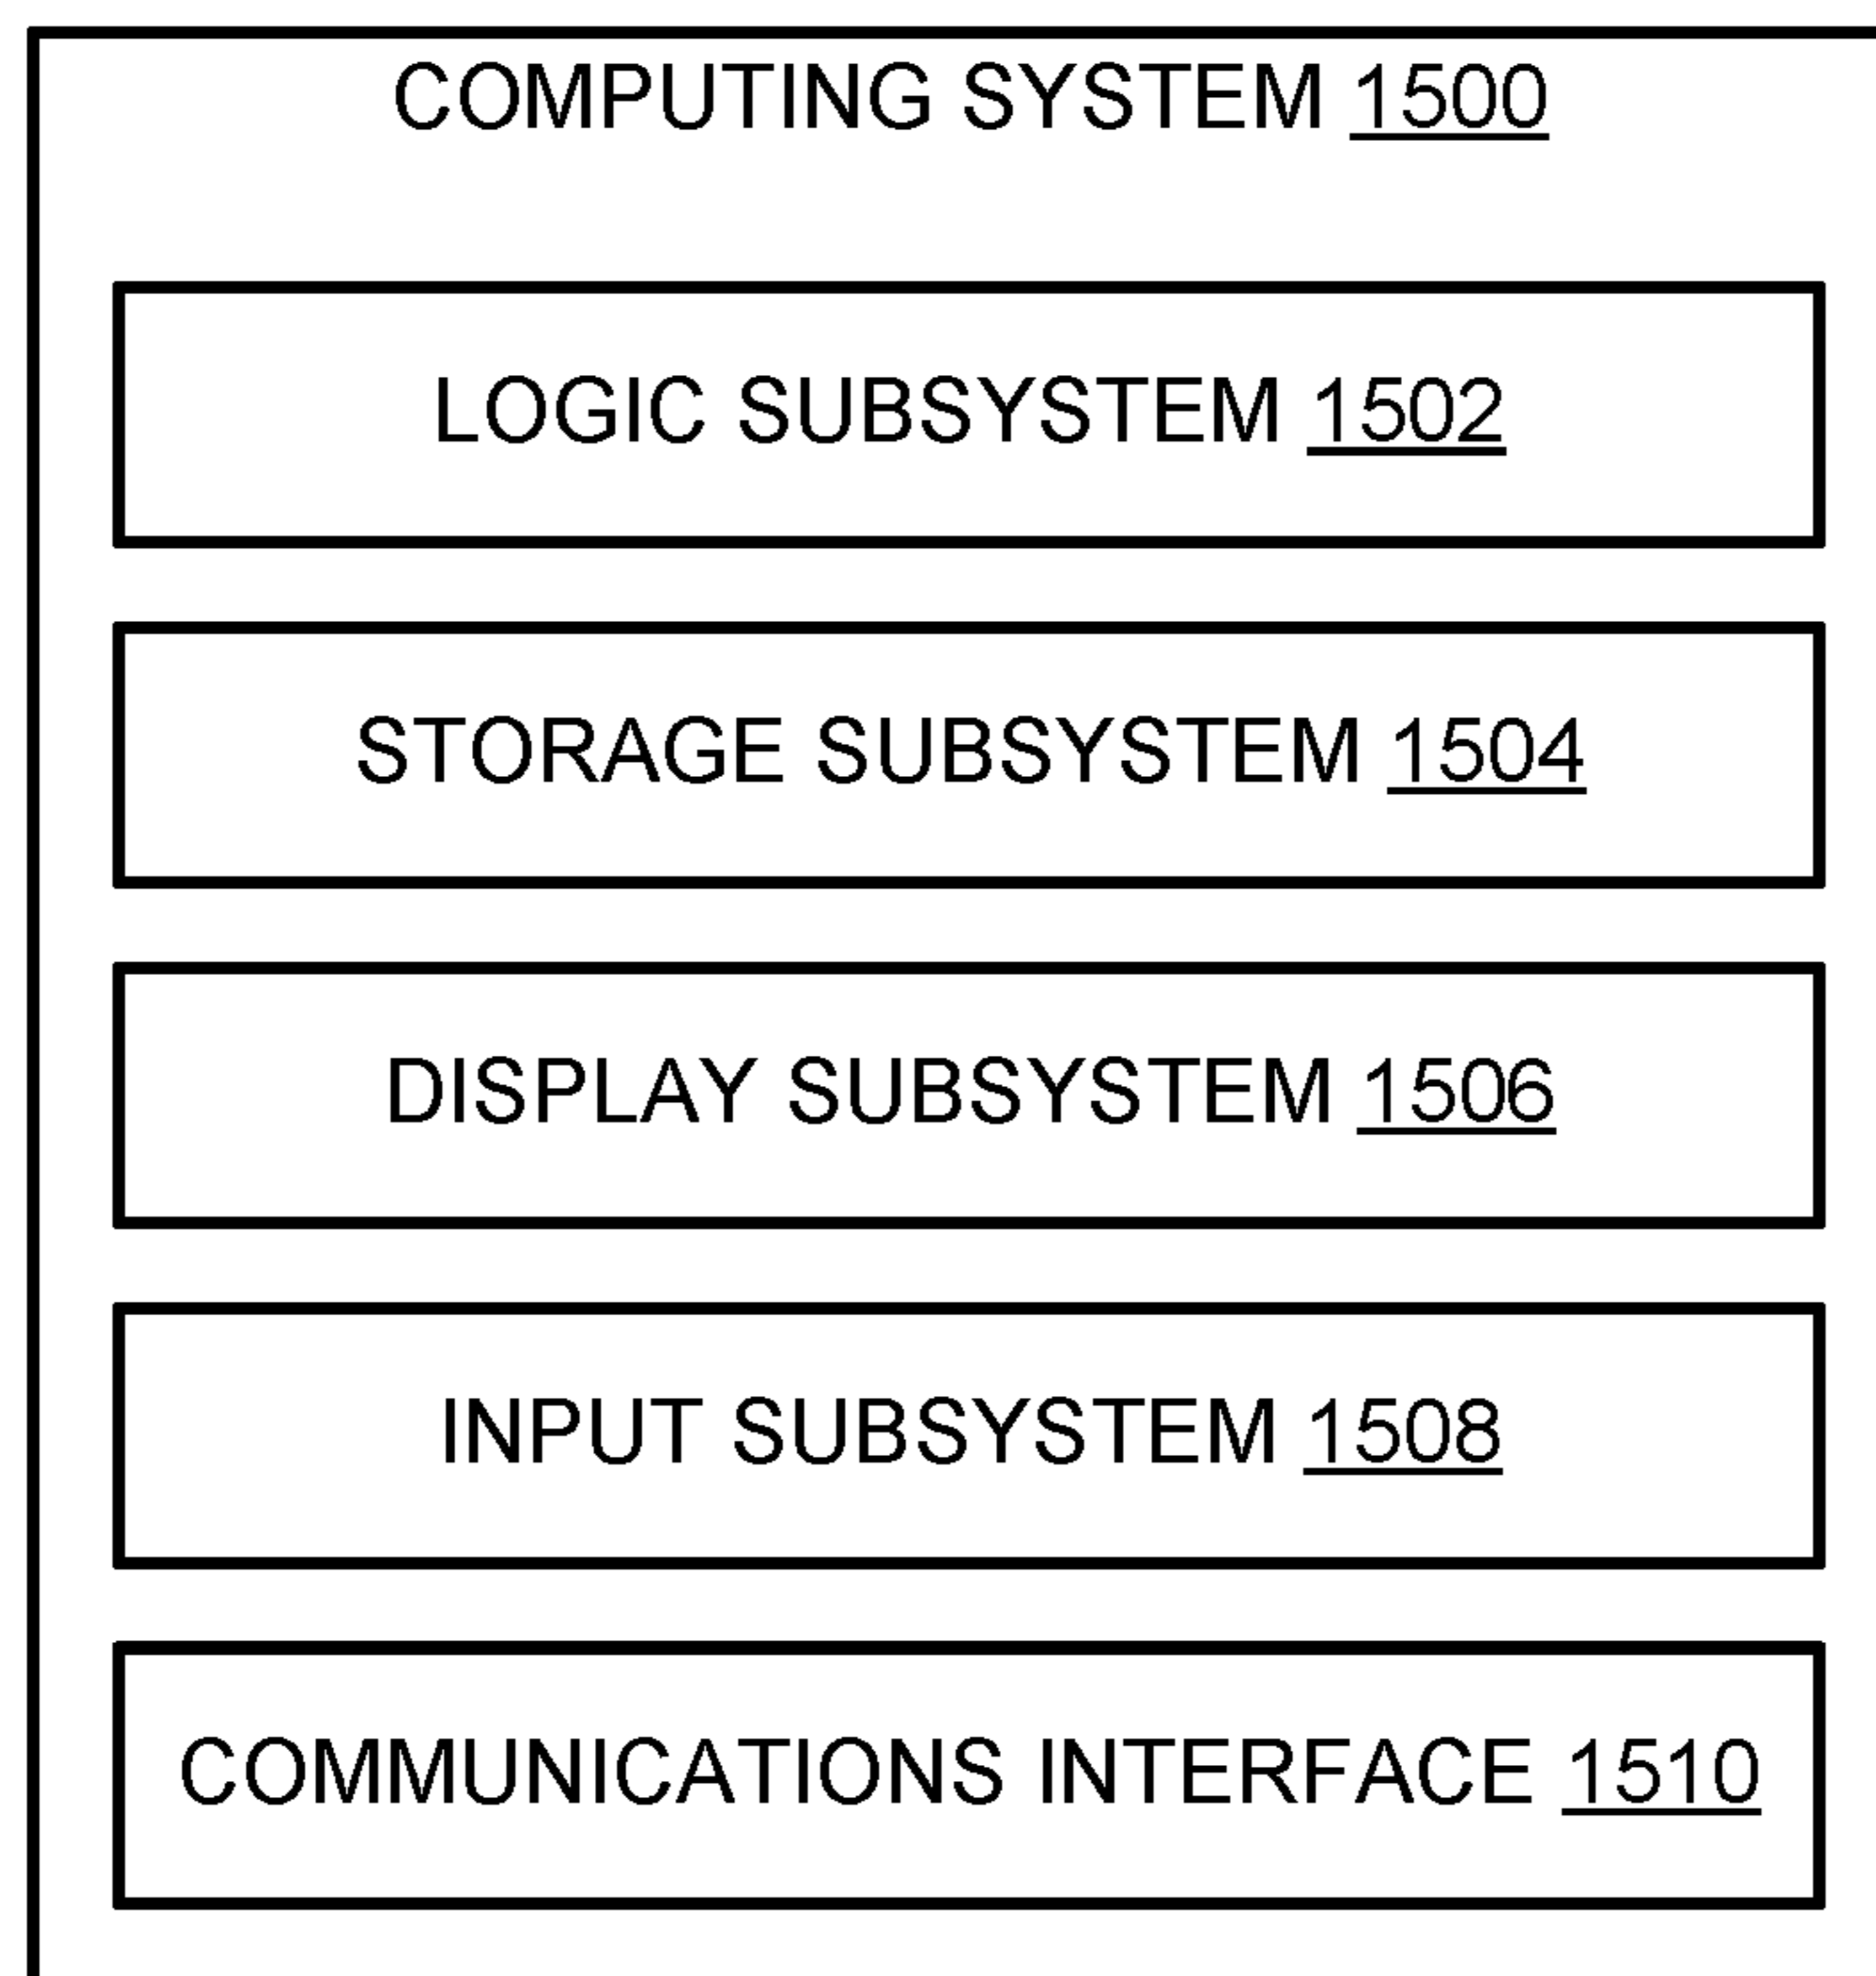 COMPUTING SYSTEM 1500
LOGIC SUBSYSTEM 1502
STORAGE SUBSYSTEM 1504
DISPLAY SUBSYSTEM 1506
INPUT SUBSYSTEM 1508
COMMUNICATIONS INTERFACE 1510